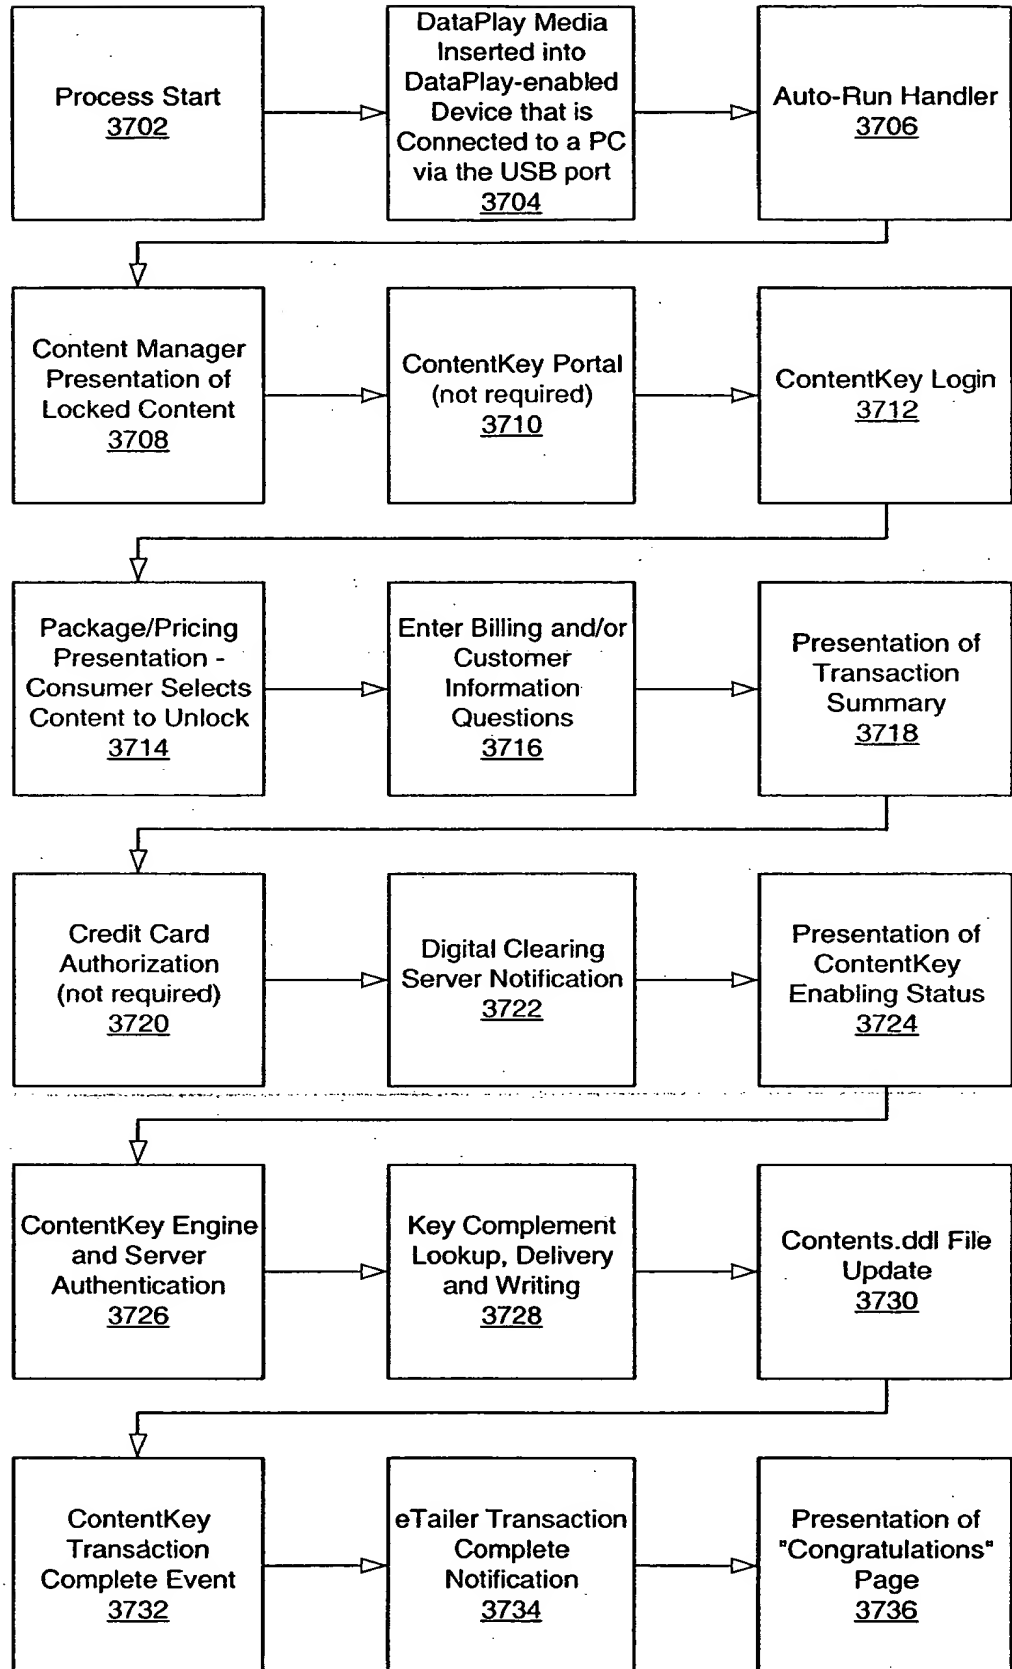 Process Start
3702
DataPlay Media
Inserted into
DataPlay-enabled
Device that is
Connected to a PC
via the USB port
3704
Auto-Run Handler
3706
Content Manager
Presentation of
Locked Content
3708
ContentKey Portal
(not required)
3710
ContentKey Login
3712
Package/Pricing
Presentation -
Consumer Selects
Content to Unlock
3714
Enter Billing and/or
Customer
Information
Questions
3716
Presentation of
Transaction
Summary
3718
Credit Card
Authorization
(not required)
3720
Digital Clearing
Server Notification
3722
Presentation of
ContentKey
Enabling Status
3724
ContentKey Engine
and Server
Authentication
3726
Key Complement
Lookup, Delivery
and Writing
3728
Contents.ddl File
Update
3730
ContentKey
Transaction
Complete Event
3732
eTailer Transaction
Complete
Notification
3734
Presentation of
"Congratulations"
Page
3736